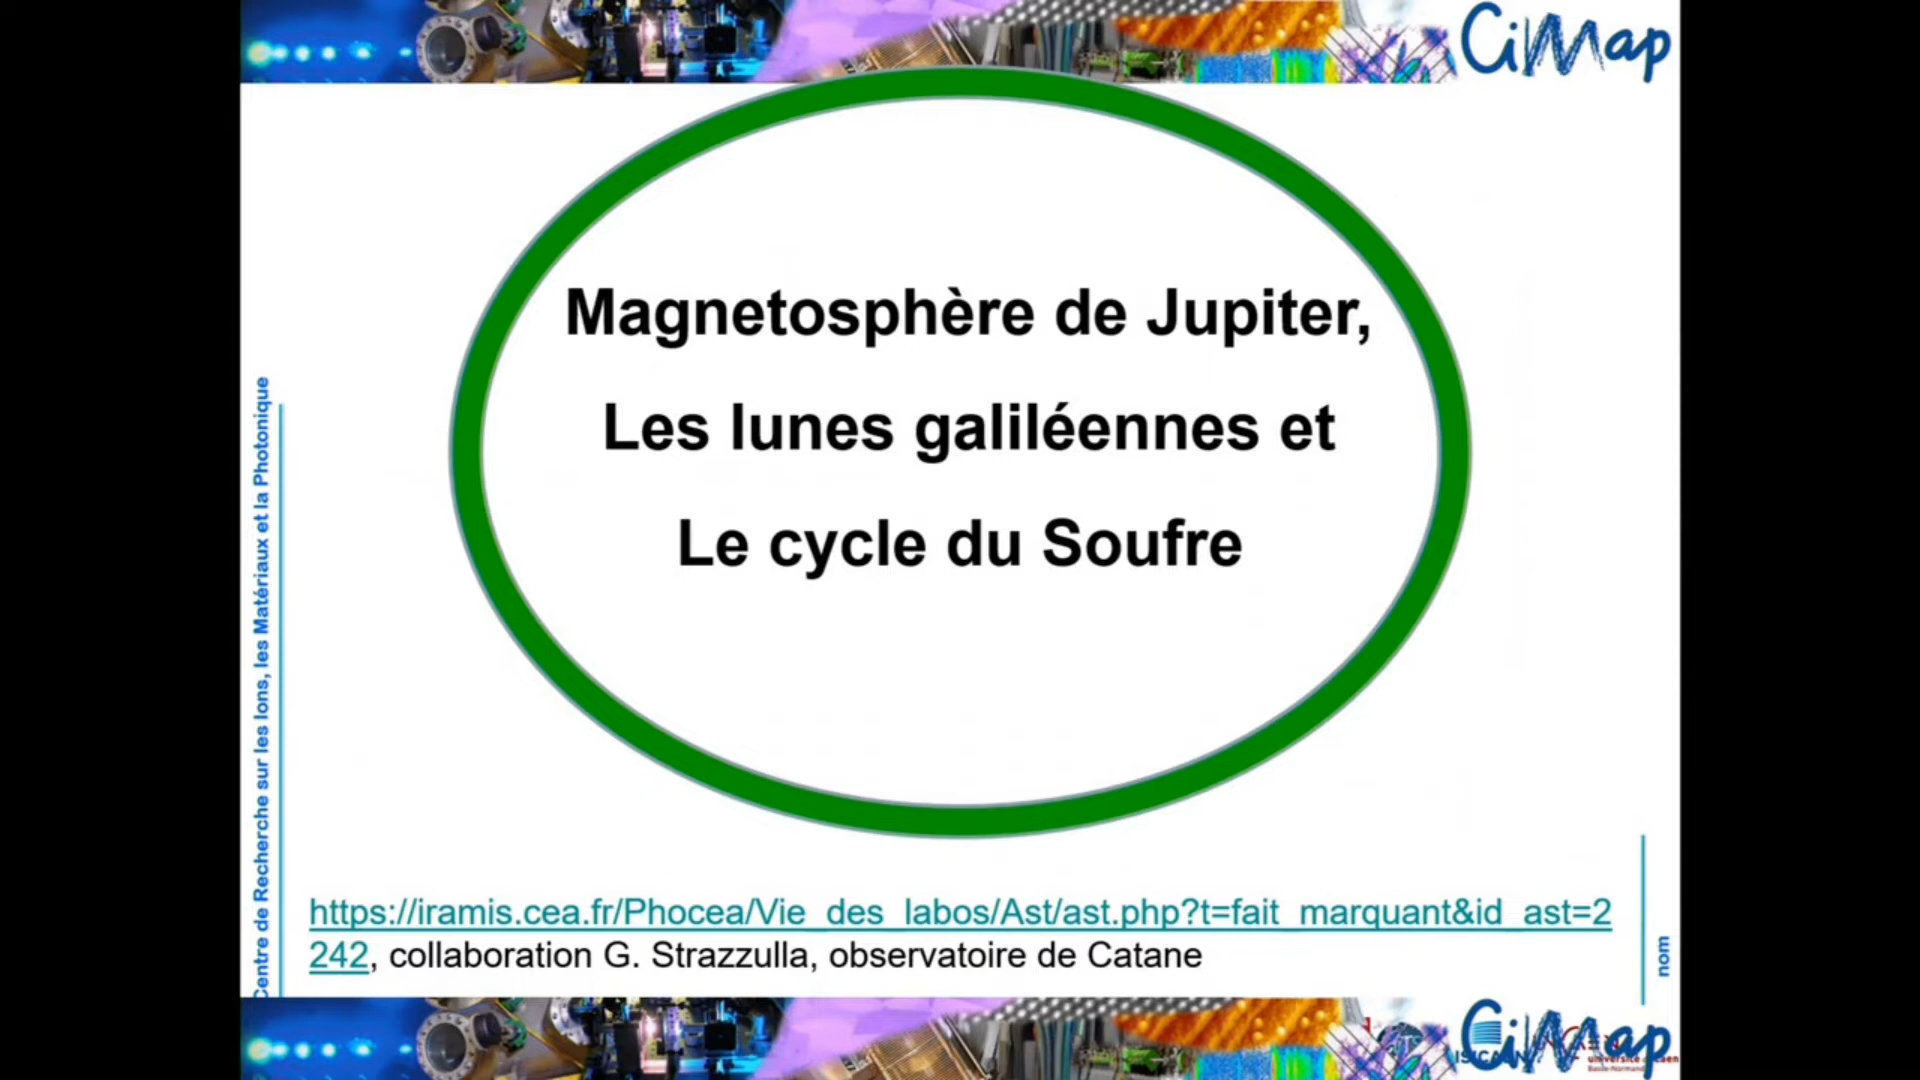 CiMap
Magnetosphère de Jupiter,
Les lunes galiléennes et
Le cycle du Soufre
Centre de Recherche sur les Ions, les Matériaux et la Photonique
https://iramis.cea.fr/Phocea/Vie_des_labos/Ast/ast.php?t=fait_marquant&id_ast=2
242, collaboration G. Strazzulla, observatoire de Catane
nom
CiMap